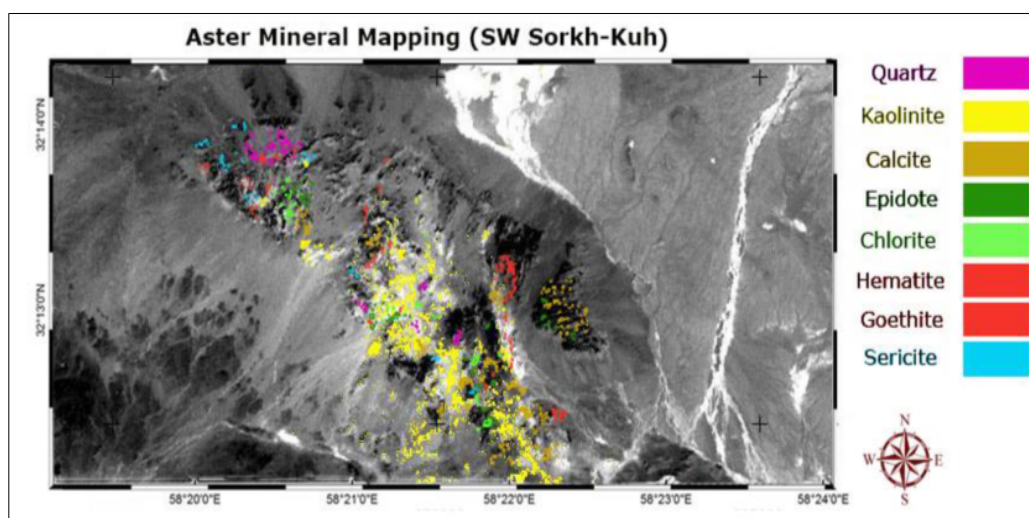 Aster Mineral Mapping (SW Sorkh-Kuh)
Quartz
Kaolinite
Calcite
Epidote
Chlorite
Hematite
Goethite
Sericite
32°14'0"N
32°13'0"N
58°20'0"E
58°21'0"E
58°22'0"E
58°23'0"E
58°24'0"E
N
W
E
S